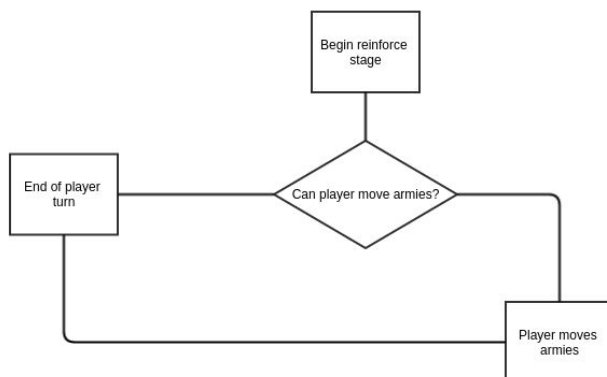 Begin reinforce
stage
Can player move armies?
End of player
turn
Player moves
armies